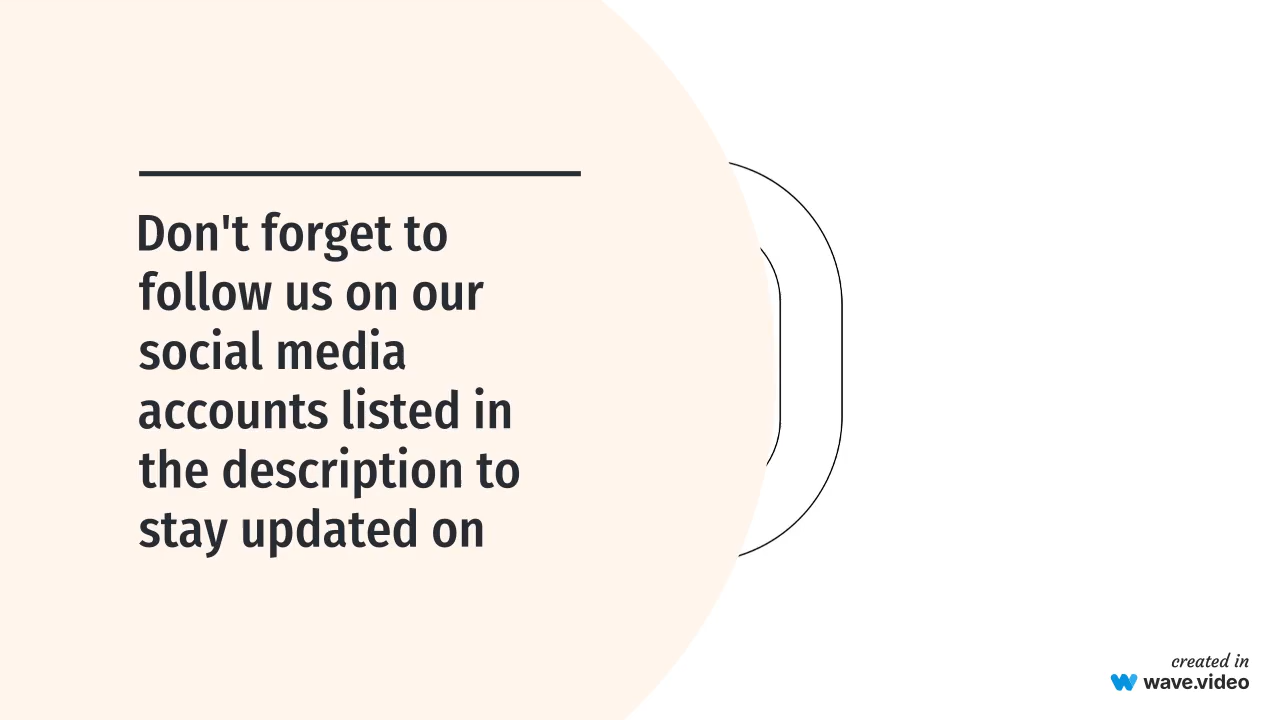 Don't forget to
follow us on our
social media
accounts listed in
the description to
stay updated on
created in
wave.video